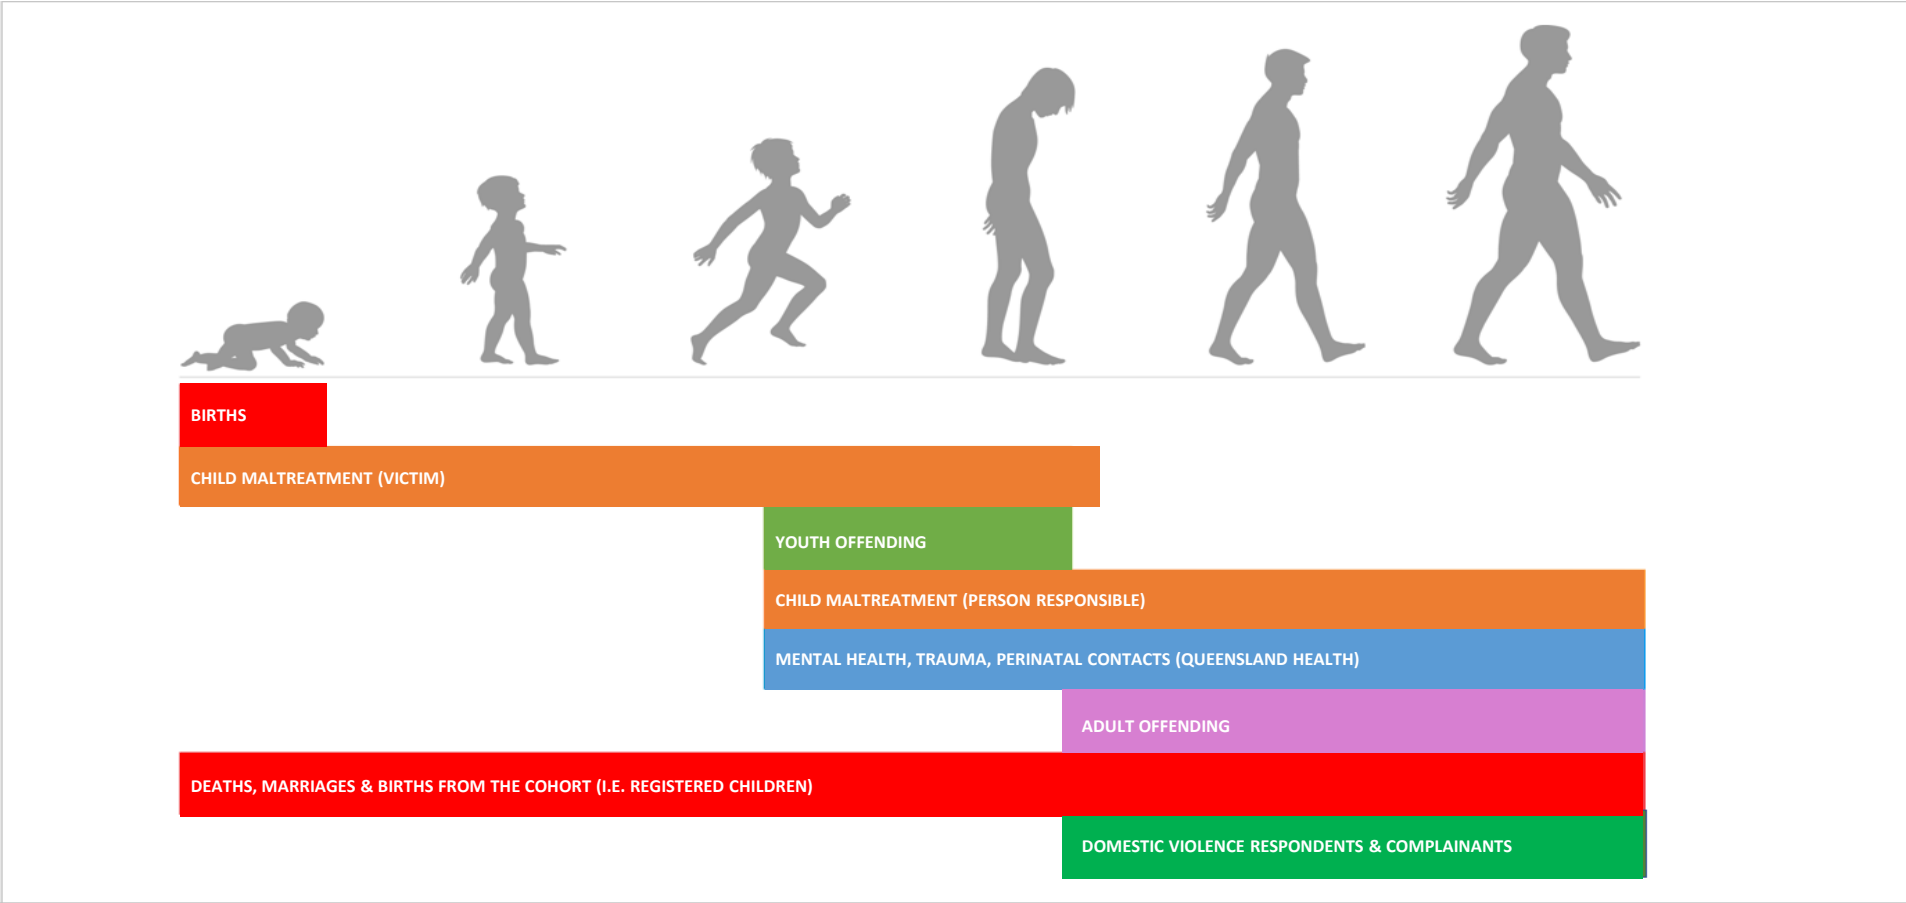 BIRTHS
CHILD MALTREATMENT (VICTIM)
YOUTH OFFENDING
CHILD MALTREATMENT (PERSON RESPONSIBLE)
MENTAL HEALTH, TRAUMA, PERINATAL CONTACTS (QUEENSLAND HEALTH)
ADULT OFFENDING
DEATHS, MARRIAGES & BIRTHS FROM THE COHORT (I.E. REGISTERED CHILDREN)
DOMESTIC VIOLENCE RESPONDENTS & COMPLAINANTS